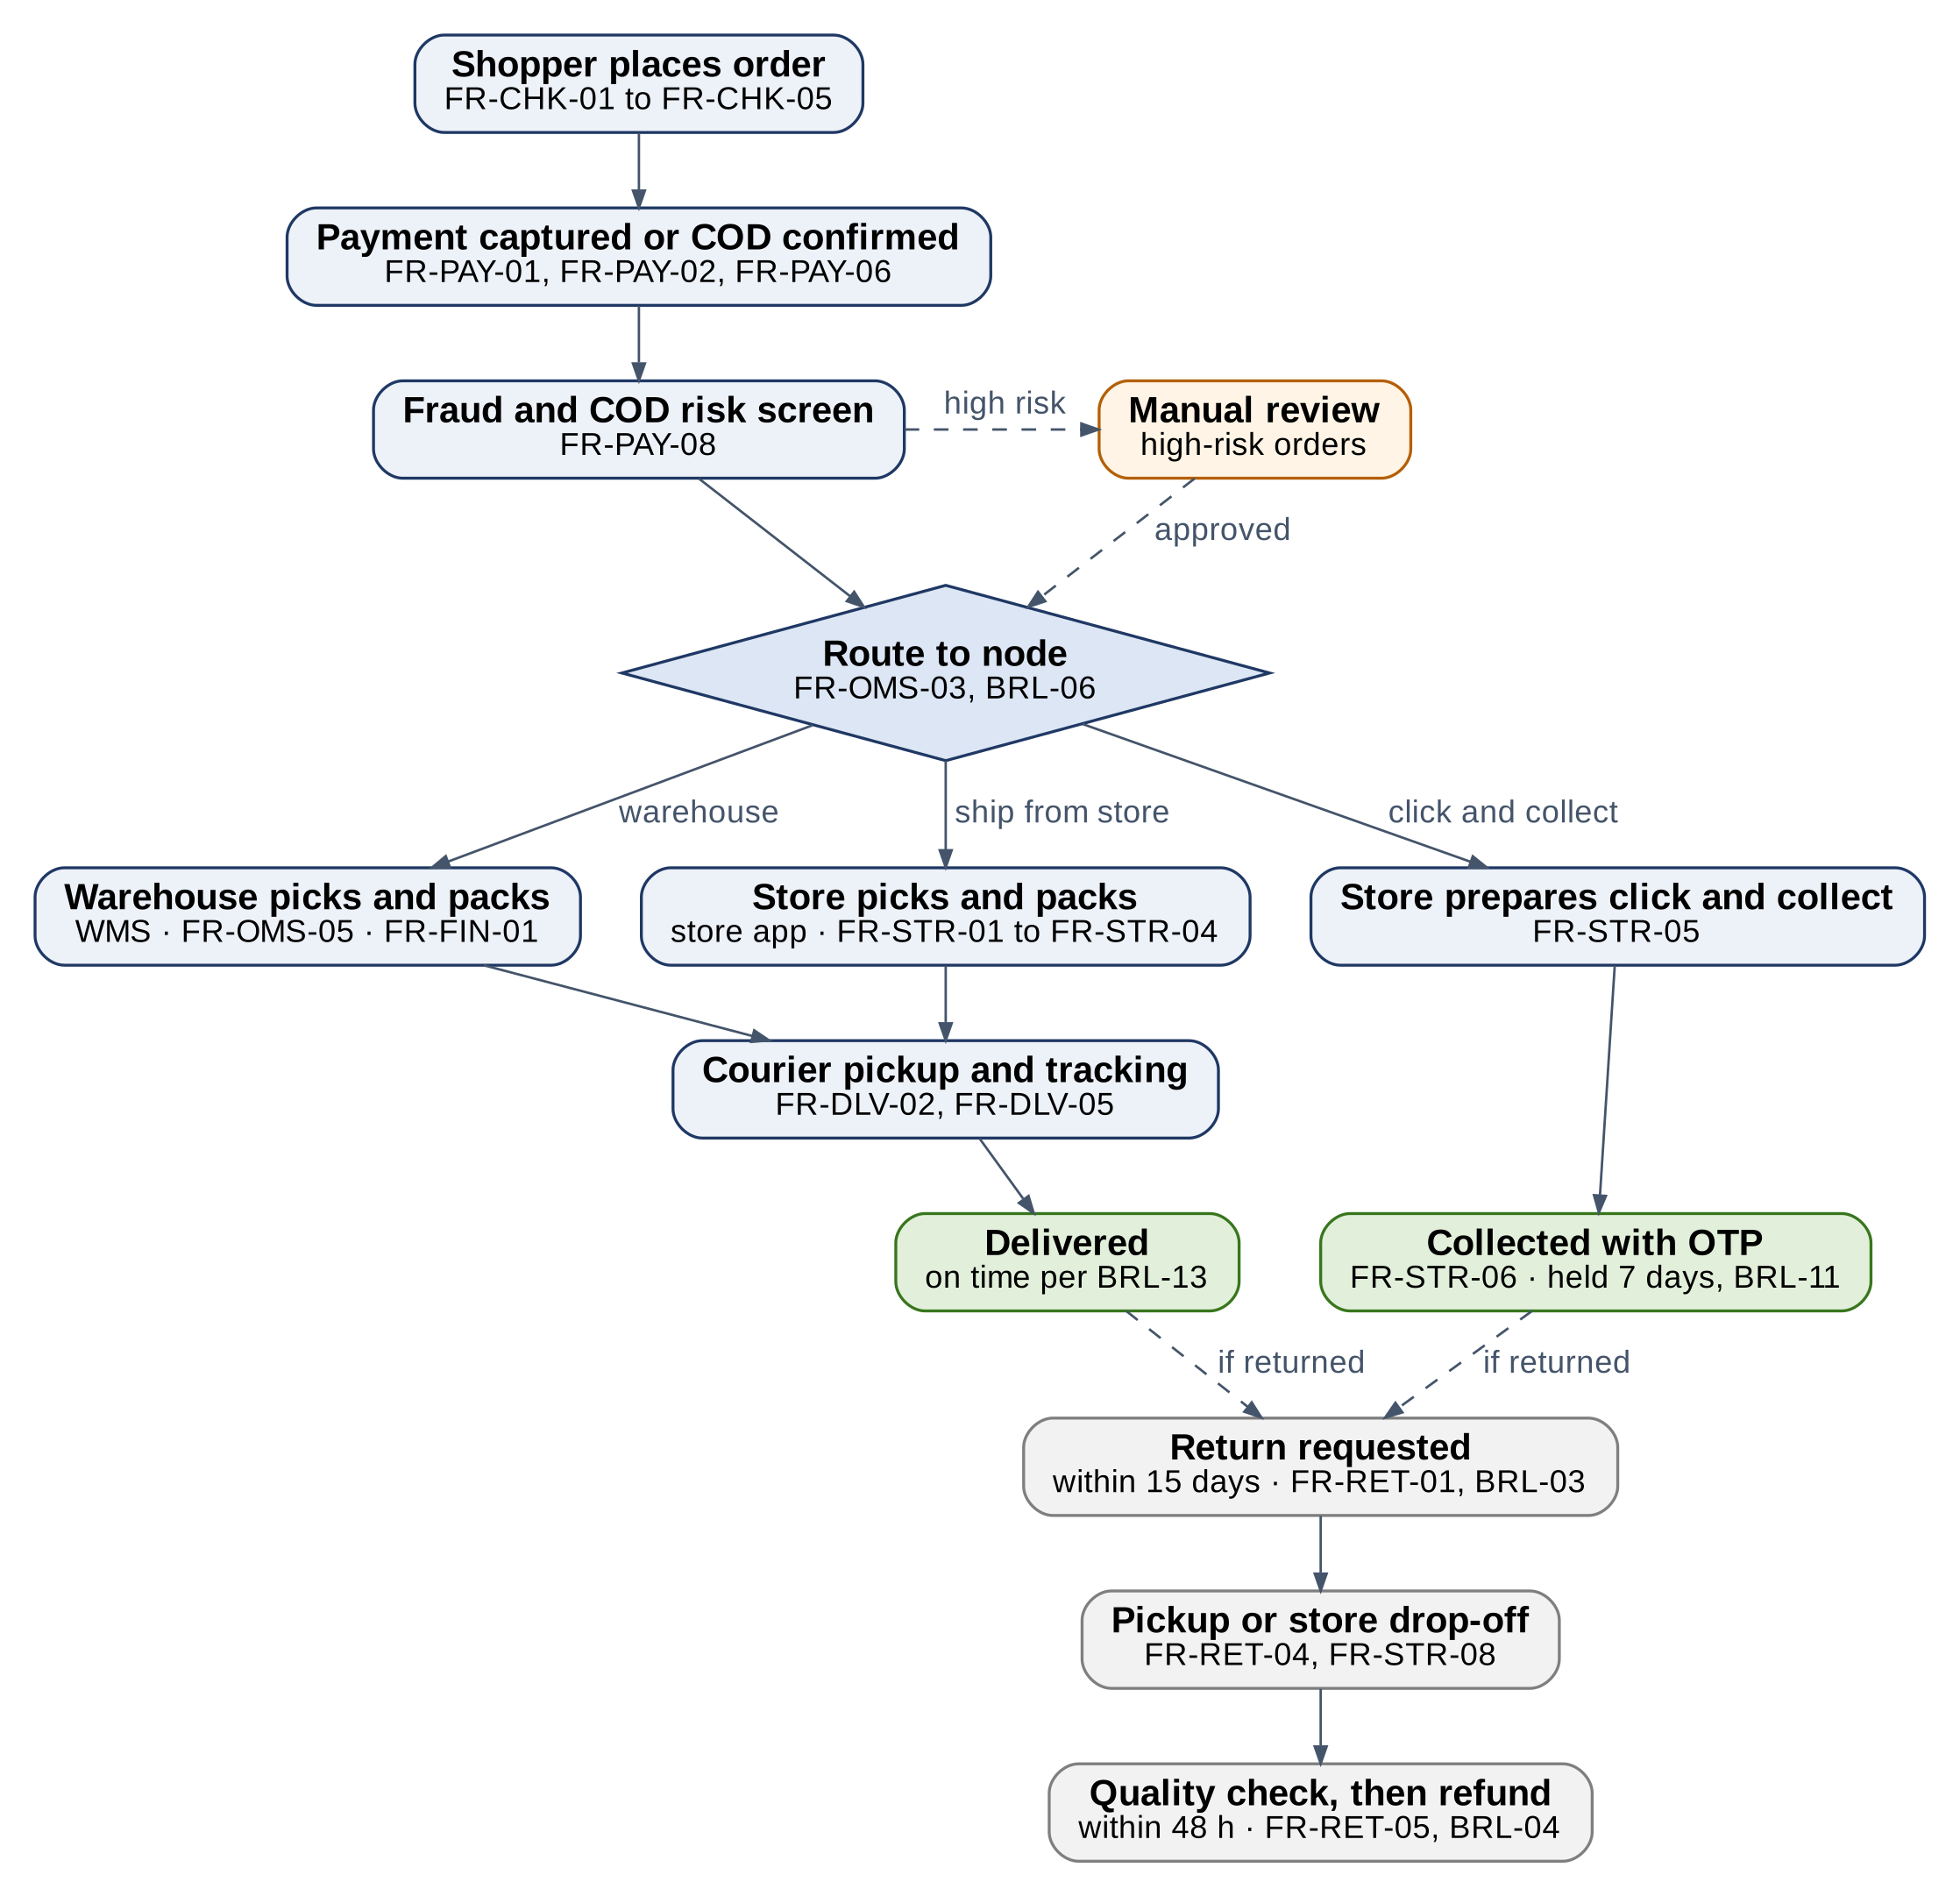 Shopper places order
FR-CHK-01 to FR-CHK-05
Payment captured or COD confirmed
FR-PAY-01, FR-PAY-02, FR-PAY-06
Fraud and COD risk screen
FR-PAY-08
high risk
Manual review
high-risk orders
approved
Route to node
FR-OMS-03, BRL-06
warehouse
ship from store
click and collect
Warehouse picks and packs
WMS · FR-OMS-05 · FR-FIN-01
Store picks and packs
store app · FR-STR-01 to FR-STR-04
Store prepares click and collect
FR-STR-05
Courier pickup and tracking
FR-DLV-02, FR-DLV-05
Delivered
on time per BRL-13
Collected with OTP
FR-STR-06 · held 7 days, BRL-11
if returned
if returned
Return requested
within 15 days · FR-RET-01, BRL-03
Pickup or store drop-off
FR-RET-04, FR-STR-08
Quality check, then refund
within 48 h · FR-RET-05, BRL-04